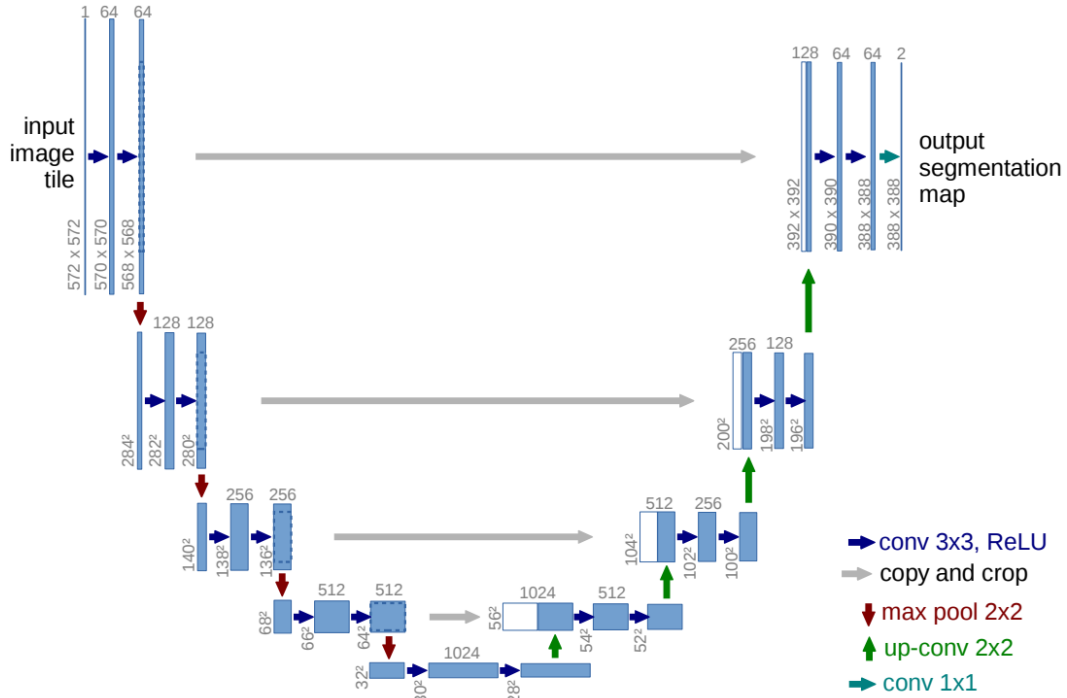 1 64 64
128 64 64 2
input
image
tile
output
segmentation
map
572 x 572
570 x 570
568 x 568
392 x 392
390 x 390
388 x 388
388 x 388
128 128
256 128
284²
282²
280²
200²
198²
196²
256 256
512 256
140²
138²
136²
104²
102²
100²
512 512
1024 512
68²
66²
64²
56²
54²
52²
1024
32²
conv 3x3, ReLU
copy and crop
max pool 2x2
up-conv 2x2
conv 1x1